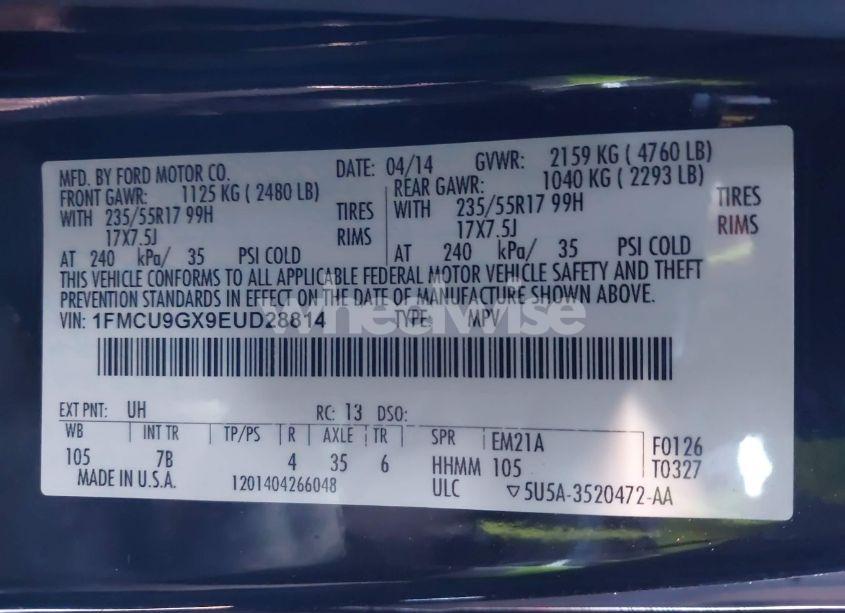 MFD. BY FORD MOTOR CO. DATE: 04/14 GVWR: 2159 KG ( 4760 LB)
FRONT GAWR: 1125 KG ( 2480 LB) REAR GAWR: 1040 KG ( 2293 LB)
WITH 235/55R17 99H TIRES WITH 235/55R17 99H TIRES
17X7.5J RIMS 17X7.5J RIMS
AT 240 kPa/ 35 PSI COLD AT 240 kPa/ 35 PSI COLD
THIS VEHICLE CONFORMS TO ALL APPLICABLE FEDERAL MOTOR VEHICLE SAFETY AND THEFT
PREVENTION STANDARDS IN EFFECT ON THE DATE OF MANUFACTURE SHOWN ABOVE.
VIN: 1FMCU9GX9EUD28814 TYPE: MPV
wheelwise
EXT PNT: UH RC: 13 DSO:
WB INT TR TP/PS R AXLE TR SPR EM21A F0126
105 7B 4 35 6 HHMM 105 T0327
MADE IN U.S.A. 1201404266048 ULC ▽5U5A-3520472-AA